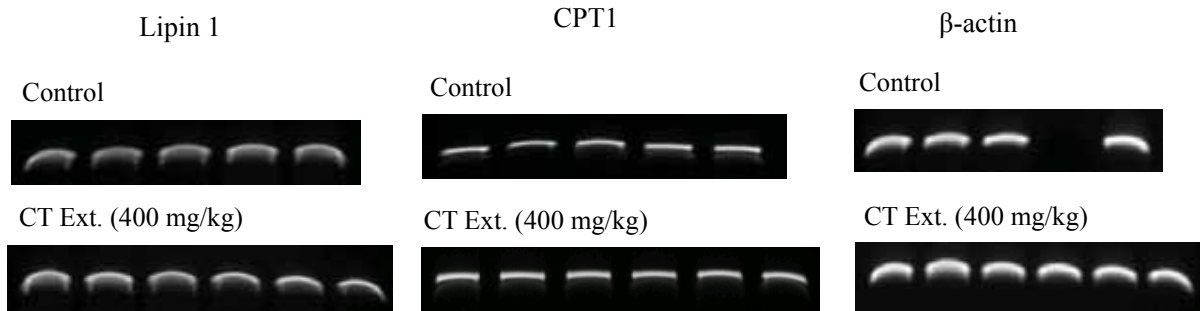 Lipin 1
Control
CT Ext. (400 mg/kg)
CPT1
Control
CT Ext. (400 mg/kg)
β-actin
Control
CT Ext. (400 mg/kg)